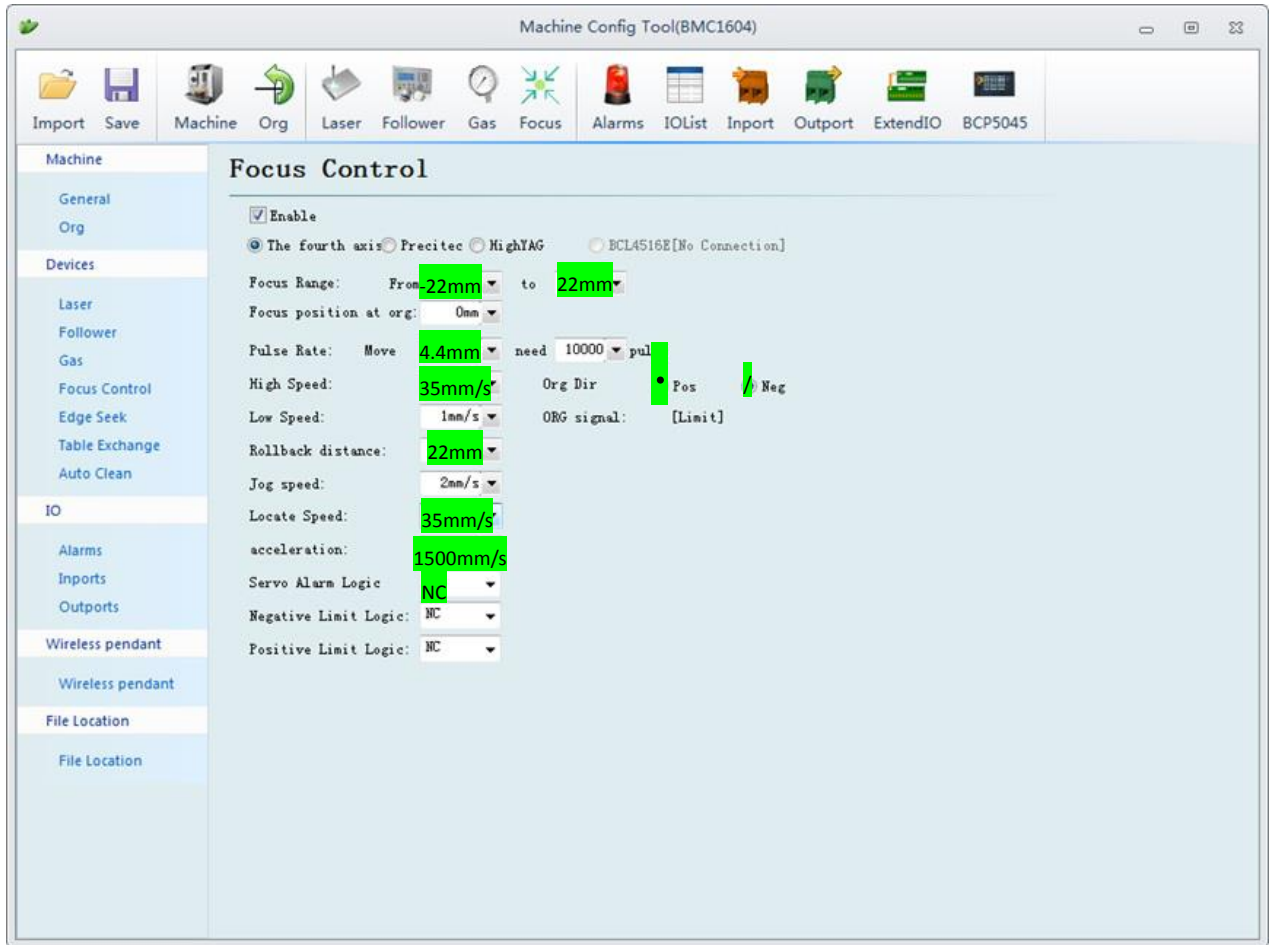 Machine Config Tool(BMC1604)
Import Save Machine Org Laser Follower Gas Focus Alarms IOList Inport Outport ExtendIO BCP5045
Machine
General
Org
Devices
Laser
Follower
Gas
Focus Control
Edge Seek
Table Exchange
Auto Clean
IO
Alarms
Inports
Outports
Wireless pendant
Wireless pendant
File Location
File Location
Focus Control
Enable
The fourth axis Precitec HighYAG BCL4516E[No Connection]
Focus Range: From -22mm to 22mm
Focus position at org: 0mm
Pulse Rate: Move 4.4mm need 10000 pul
High Speed: 35mm/s Org Dir • Pos / Neg
Low Speed: 1mm/s ORG signal: [Limit]
Rollback distance: 22mm
Jog speed: 2mm/s
Locate Speed: 35mm/s
acceleration: 1500mm/s
Servo Alarm Logic NC
Negative Limit Logic: NC
Positive Limit Logic: NC